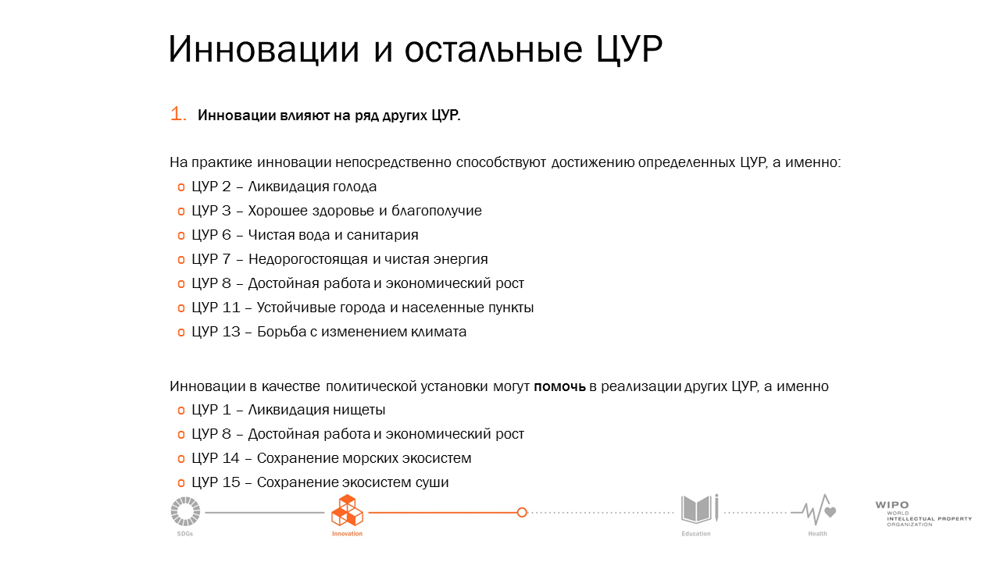 Инновации и остальные ЦУР
1. Инновации влияют на ряд других ЦУР.
На практике инновации непосредственно способствуют достижению определенных ЦУР, а именно:
o ЦУР 2 – Ликвидация голода
o ЦУР 3 – Хорошее здоровье и благополучие
o ЦУР 6 – Чистая вода и санитария
o ЦУР 7 – Недорогостоящая и чистая энергия
o ЦУР 8 – Достойная работа и экономический рост
o ЦУР 11 – Устойчивые города и населенные пункты
o ЦУР 13 – Борьба с изменением климата
Инновации в качестве политической установки могут помочь в реализации других ЦУР, а именно
o ЦУР 1 – Ликвидация нищеты
o ЦУР 8 – Достойная работа и экономический рост
o ЦУР 14 – Сохранение морских экосистем
o ЦУР 15 – Сохранение экосистем суши
SDGs
Innovation
Education
Health
WIPO
WORLD
INTELLECTUAL PROPERTY
ORGANIZATION